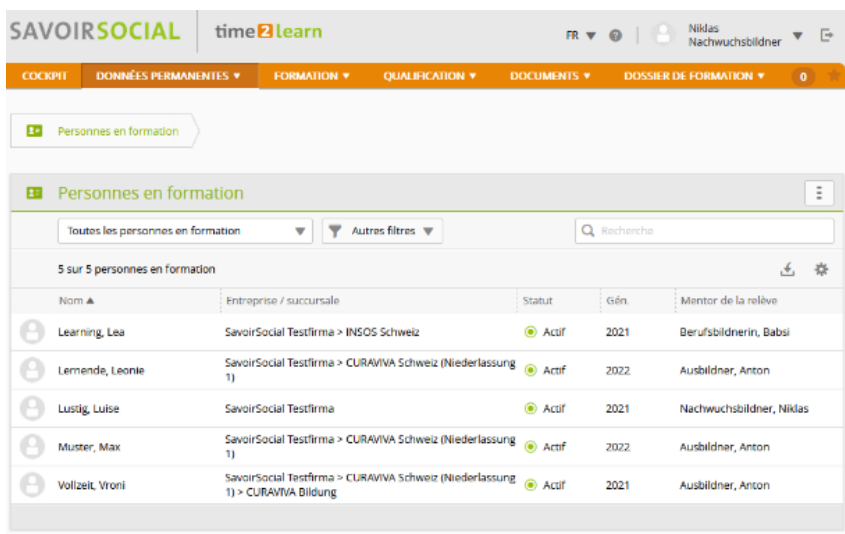 SAVOIRSOCIAL time2learn FR Niklas
Nachwuchsbildner
COCKPIT DONNÉES PERMANENTES FORMATION QUALIFICATION DOCUMENTS DOSSIER DE FORMATION 0
Personnes en formation
Personnes en formation
Toutes les personnes en formation Autres filtres Recherche
5 sur 5 personnes en formation
Nom Entreprise / succursale Statut Gén. Mentor de la relève
Learning, Lea SavoirSocial Testfirma > INSOS Schweiz Actif 2021 Berufsbildnerin, Babsi
Lernende, Leonie SavoirSocial Testfirma > CURAVIVA Schweiz (Niederlassung 1) Actif 2022 Ausbildner, Anton
Lustig, Luise SavoirSocial Testfirma Actif 2021 Nachwuchsbildner, Niklas
Muster, Max SavoirSocial Testfirma > CURAVIVA Schweiz (Niederlassung 1) Actif 2022 Ausbildner, Anton
Vollzeit, Vroni SavoirSocial Testfirma > CURAVIVA Schweiz (Niederlassung 1) > CURAVIVA Bildung Actif 2021 Ausbildner, Anton